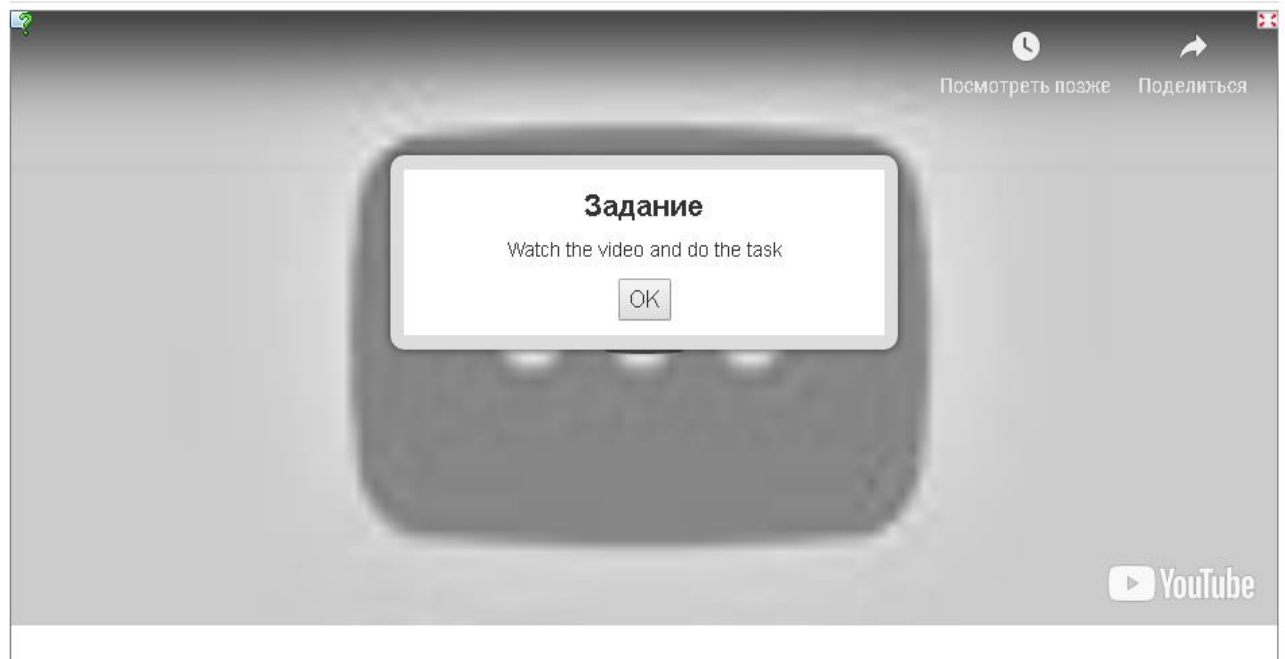 Посмотреть позже Поделиться
Задание
Watch the video and do the task
OK
YouTube